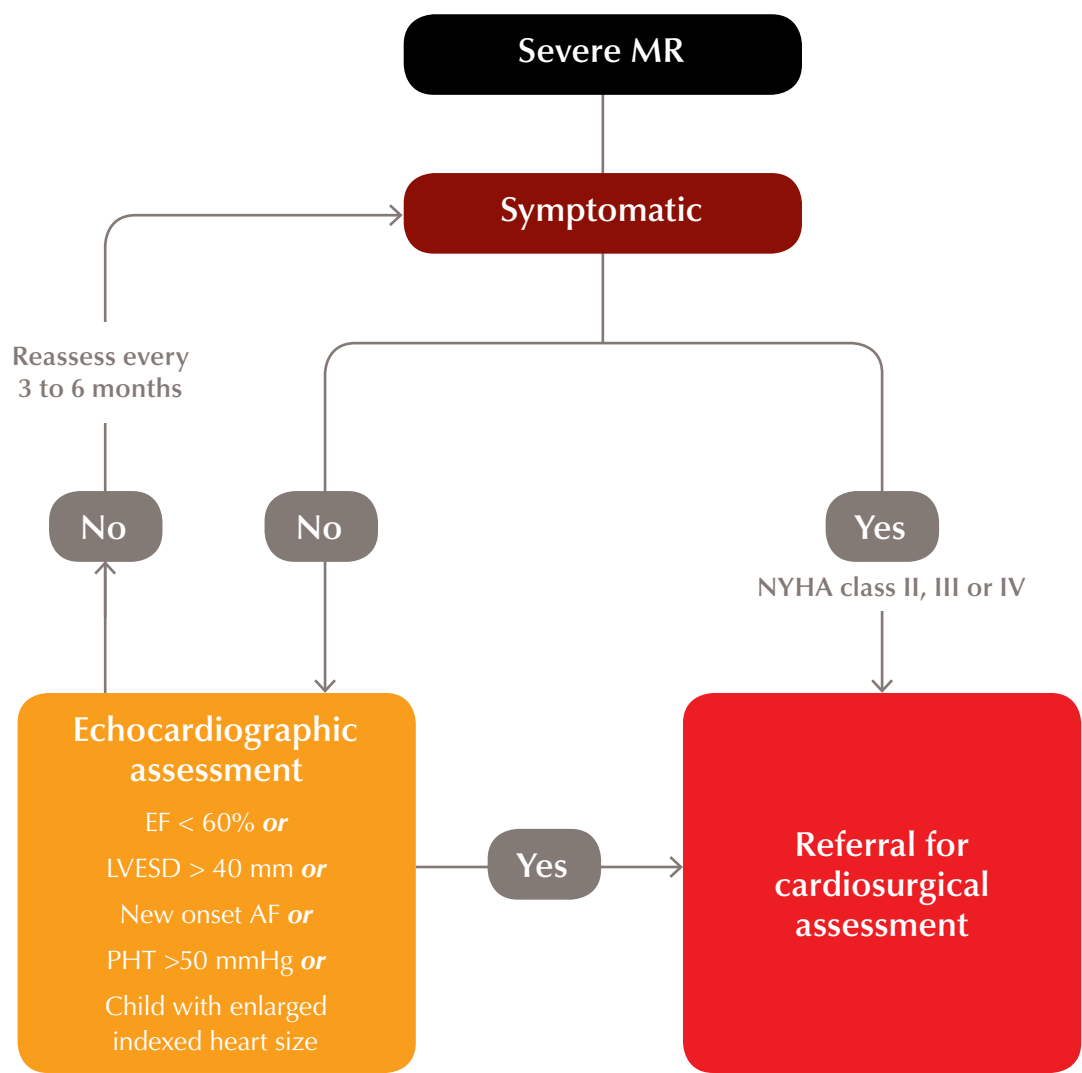 Severe MR
Symptomatic
Reassess every
3 to 6 months
No
No
Yes
NYHA class II, III or IV
Echocardiographic
assessment
EF < 60% or
LVESD > 40 mm or
New onset AF or
PHT >50 mmHg or
Child with enlarged
indexed heart size
Yes
Referral for
cardiosurgical
assessment